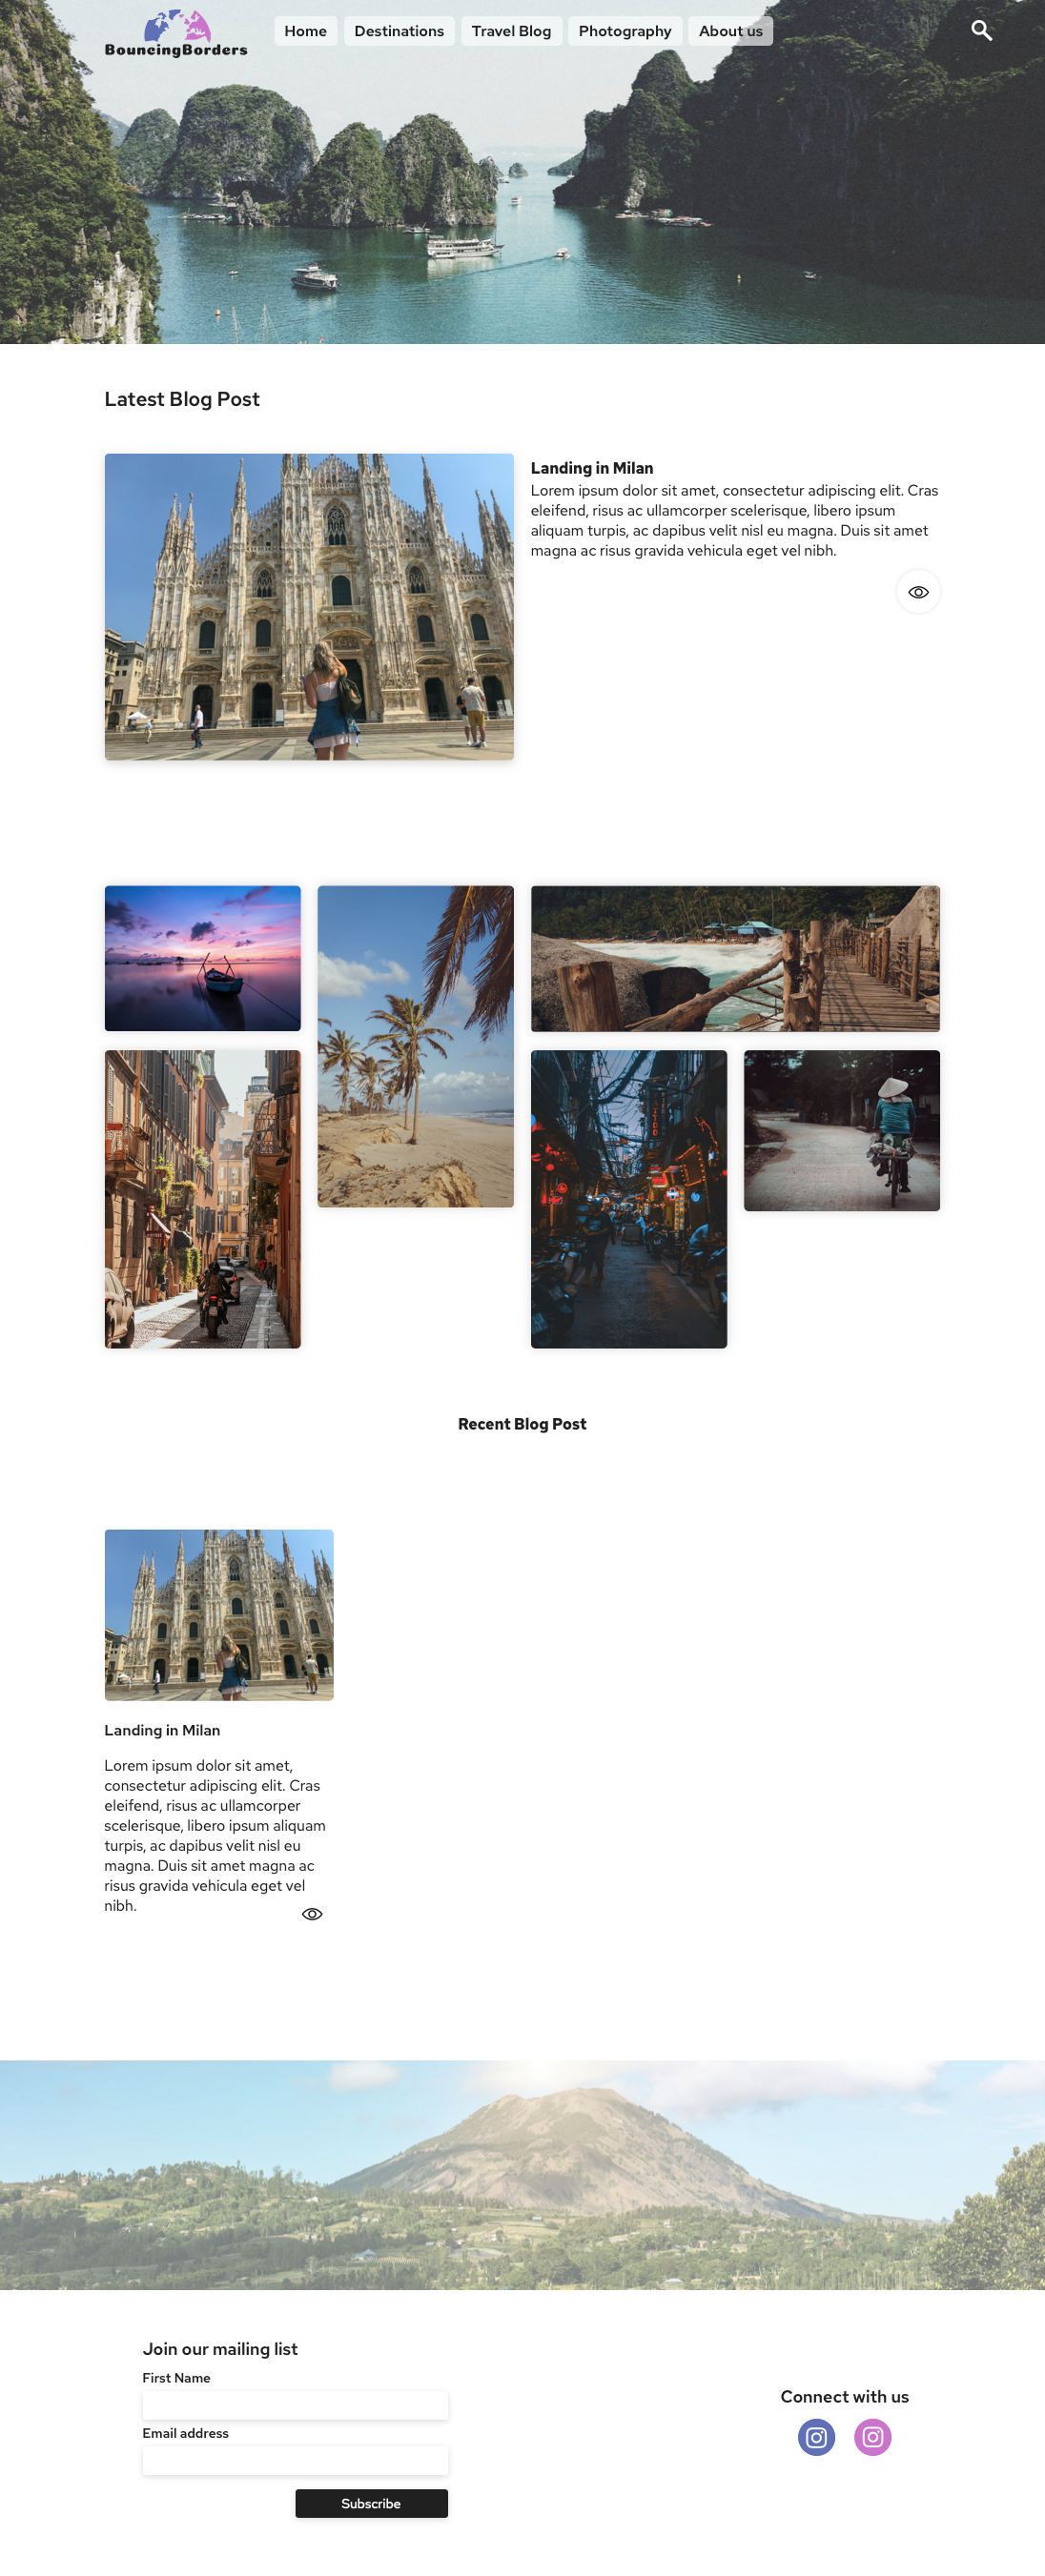 BouncingBorders
Home
Destinations
Travel Blog
Photography
About us
Latest Blog Post
Landing in Milan
Lorem ipsum dolor sit amet, consectetur adipiscing elit. Cras
eleifend, risus ac ullamcorper scelerisque, libero ipsum
aliquam turpis, ac dapibus velit nisl eu magna. Duis sit amet
magna ac risus gravida vehicula eget vel nibh.
Recent Blog Post
Landing in Milan
Lorem ipsum dolor sit amet,
consectetur adipiscing elit. Cras
eleifend, risus ac ullamcorper
scelerisque, libero ipsum aliquam
turpis, ac dapibus velit nisl eu
magna. Duis sit amet magna ac
risus gravida vehicula eget vel
nibh.
Join our mailing list
First Name
Email address
Subscribe
Connect with us